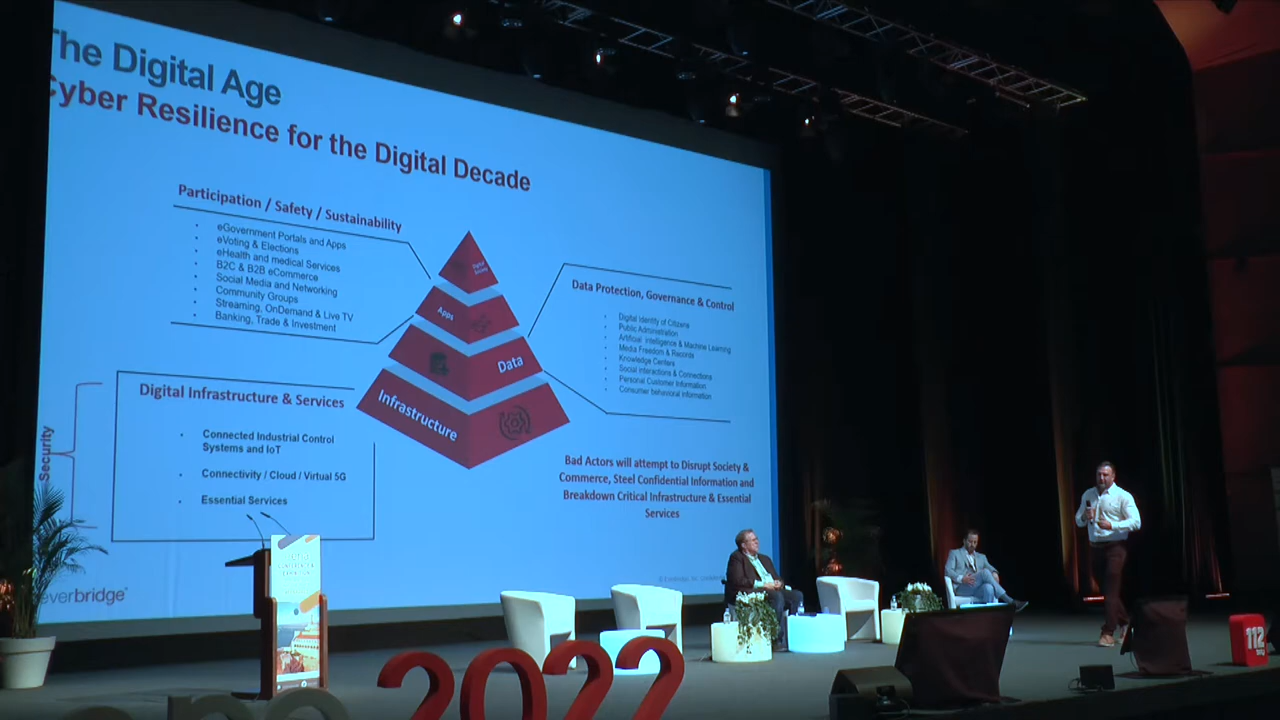 The Digital Age
Cyber Resilience for the Digital Decade
Participation / Safety / Sustainability
• eGovernment Portals and Apps
• eVoting & Elections
• eHealth and medical Services
• B2C & B2B eCommerce
• Social Media and Networking
• Community Groups
• Streaming, OnDemand & Live TV
• Banking, Trade & Investment
Apps
Data
Infrastructure
Data Protection, Governance & Control
• Digital Identity of Citizens
• Public Administration
• Artificial Intelligence & Machine Learning
• Media Freedom & Records
• Knowledge Centers
• Social interactions & Connections
• Personal Customer Information
• Consumer behavioral information
Security
Digital Infrastructure & Services
• Connected Industrial Control
Systems and IoT
• Connectivity / Cloud / Virtual 5G
• Essential Services
Bad Actors will attempt to Disrupt Society &
Commerce, Steel Confidential Information and
Breakdown Critical Infrastructure & Essential
Services
everbridge
2022
112